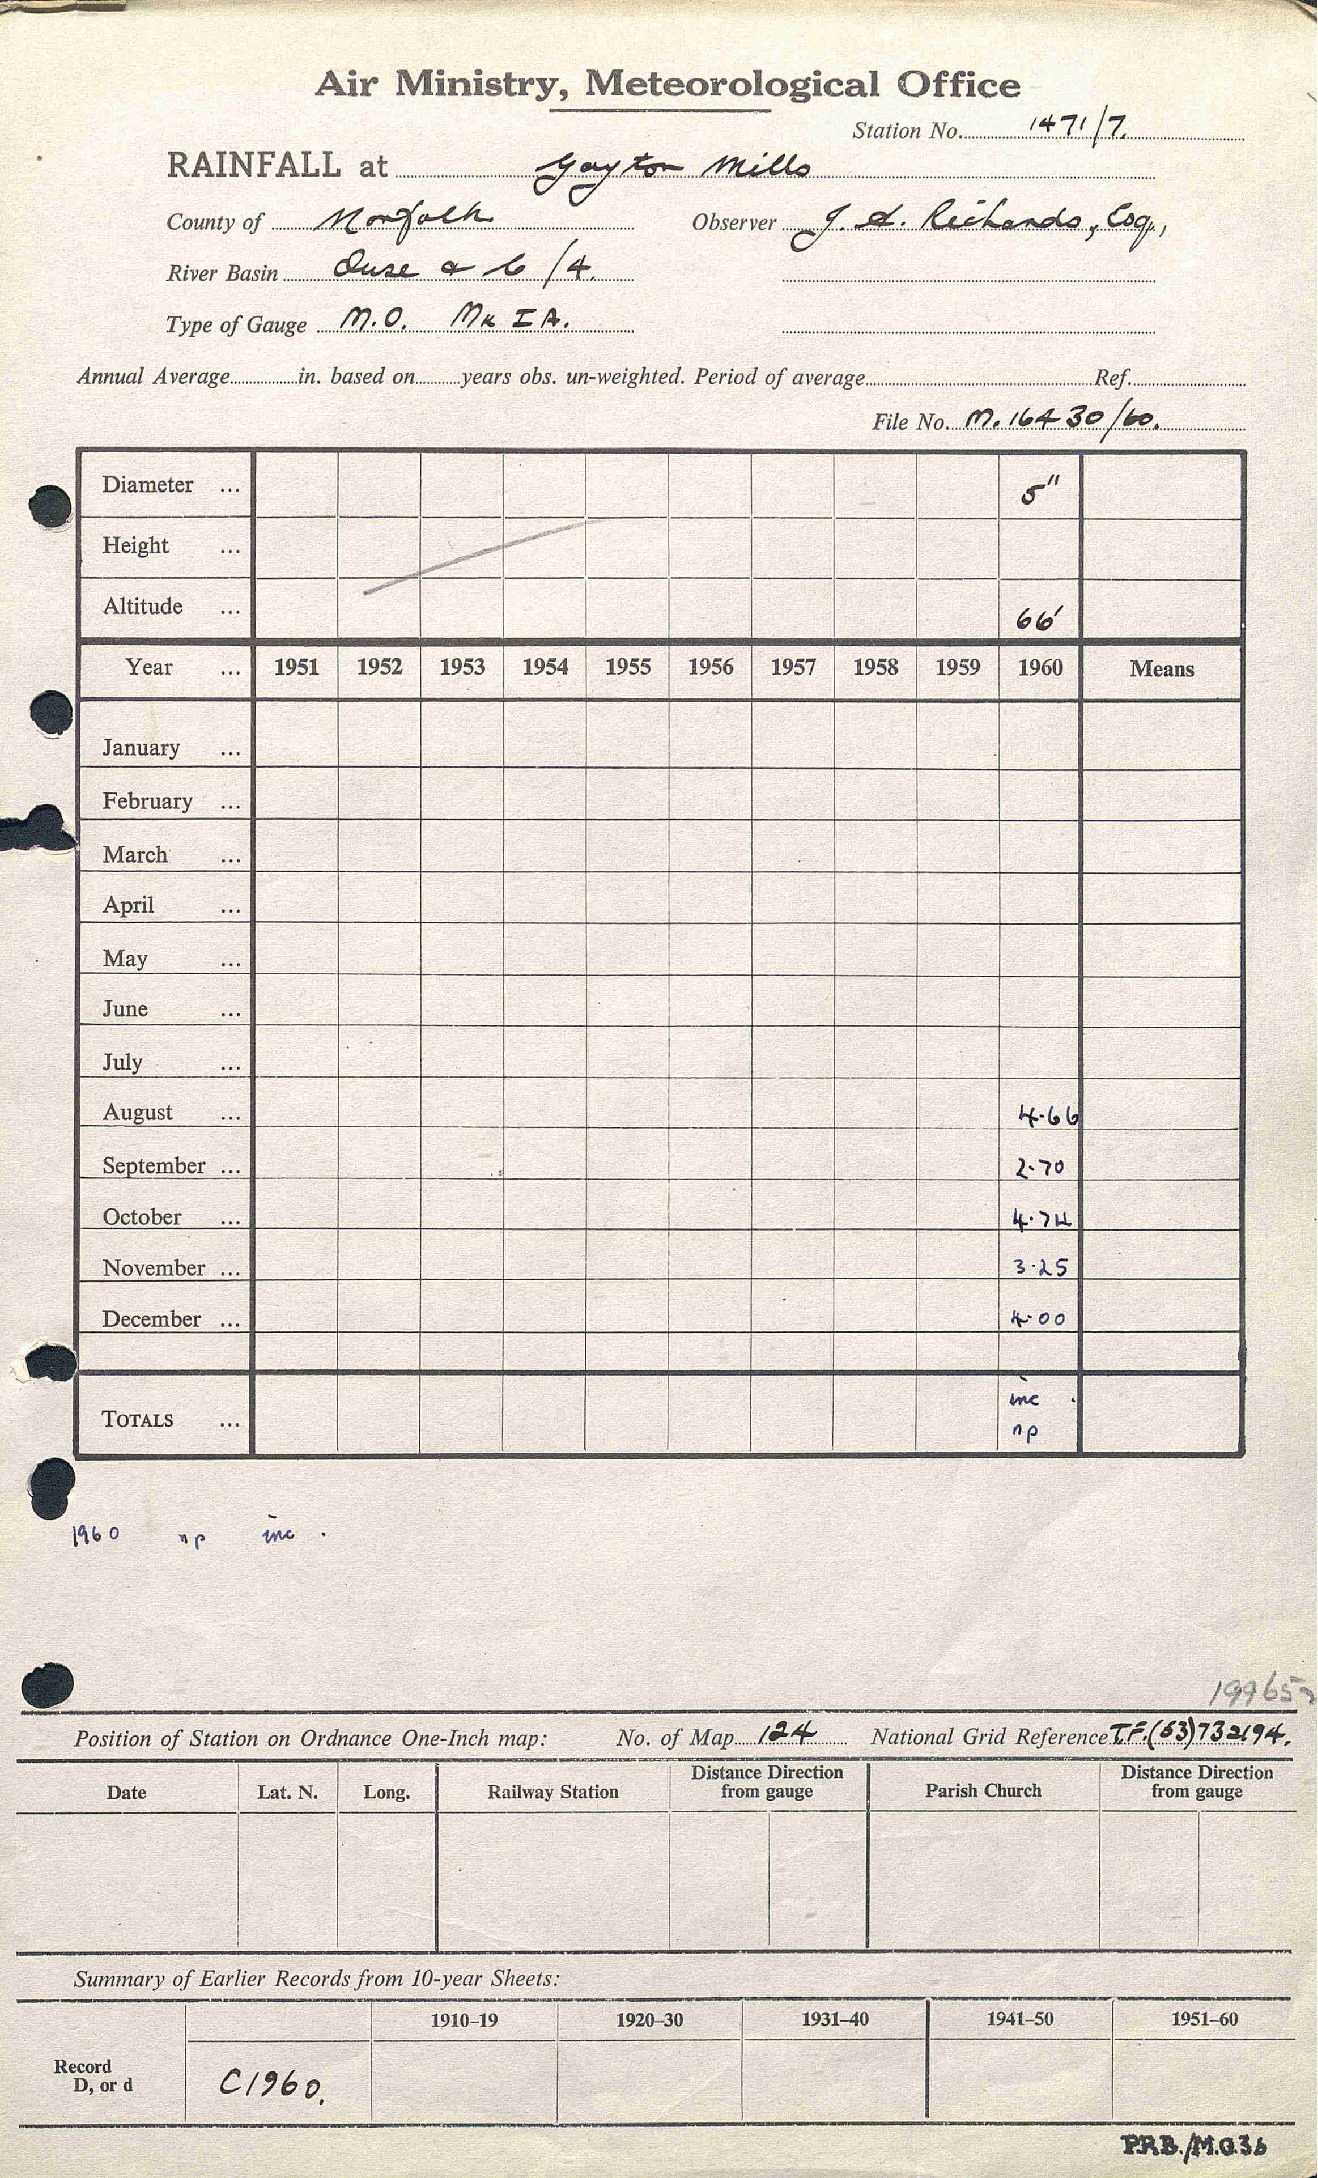 Air Ministry, Meteorological Office
Station No. 1471/7.
RAINFALL at Gayton Mills
County of Norfolk Observer J. A. Richards, Esq.,
River Basin Ouse & C/4.
Type of Gauge M.O. Mk IA.
Annual Average in. based on years obs. un-weighted. Period of average Ref.
File No. M. 16430/60.
Diameter ... 5"
Height ...
Altitude ... 66'
Year ... 1951 1952 1953 1954 1955 1956 1957 1958 1959 1960 Means
January ...
February ...
March ...
April ...
May ...
June ...
July ...
August ... 4.66
September ... 2.70
October ... 4.74
November ... 3.25
December ... 4.00
inc
TOTALS ...
np
1960 np inc.
Position of Station on Ordnance One-Inch map: No. of Map 124 National Grid Reference TF.(53)732194.
Date Lat. N. Long. Railway Station Distance Direction from gauge Parish Church Distance Direction from gauge
Summary of Earlier Records from 10-year Sheets:
1910–19 1920–30 1931–40 1941–50 1951–60
Record
D, or d C1960.
P.R.B./M.O.36